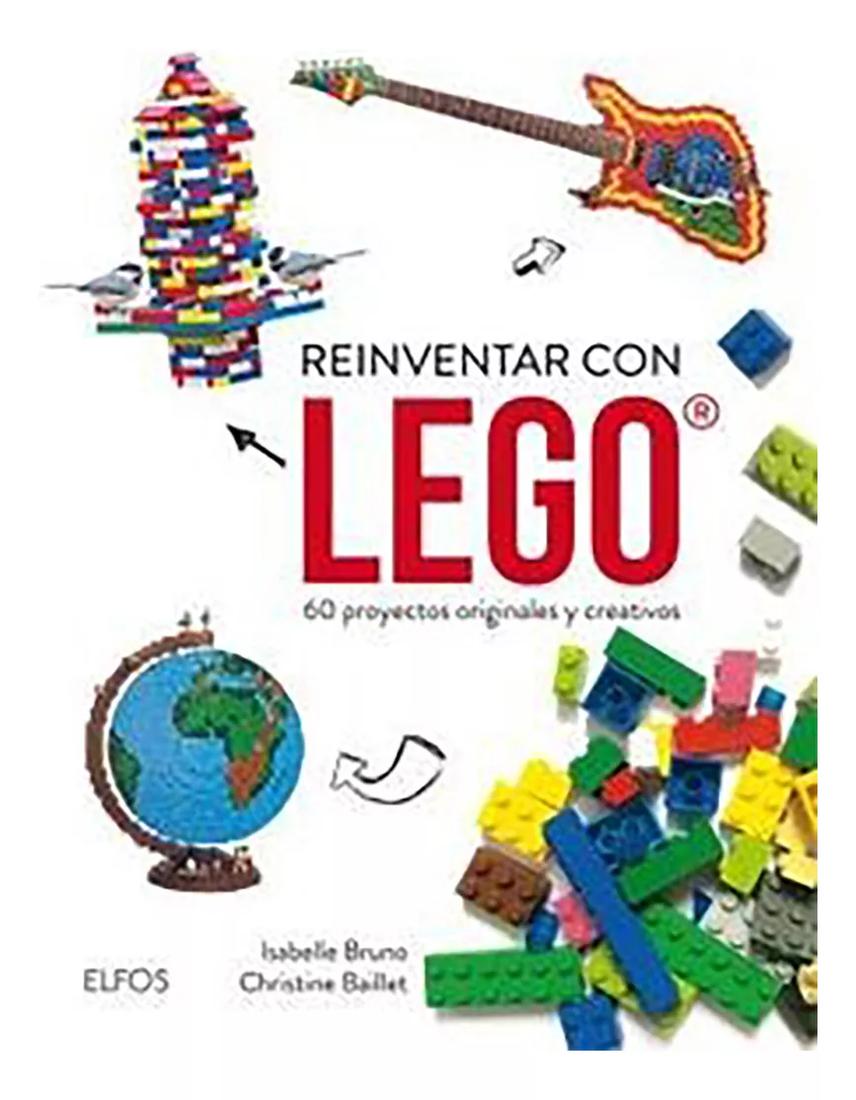 REINVENTAR CON
LEGO®
60 proyectos originales y creativos
Isabelle Bruno
Christine Baillet
ELFOS